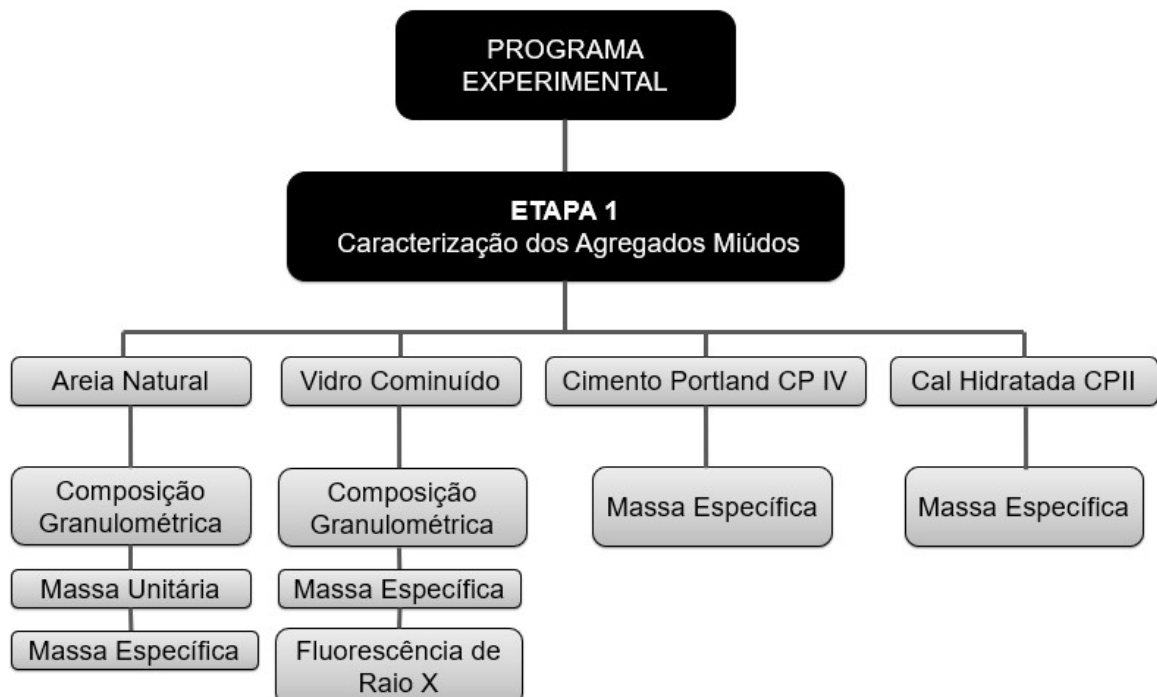 PROGRAMA
EXPERIMENTAL
ETAPA 1
Caracterização dos Agregados Miúdos
Areia Natural
Vidro Cominuído
Cimento Portland CP IV
Cal Hidratada CPII
Composição
Granulométrica
Composição
Granulométrica
Massa Específica
Massa Específica
Massa Unitária
Massa Específica
Massa Específica
Fluorescência de
Raio X